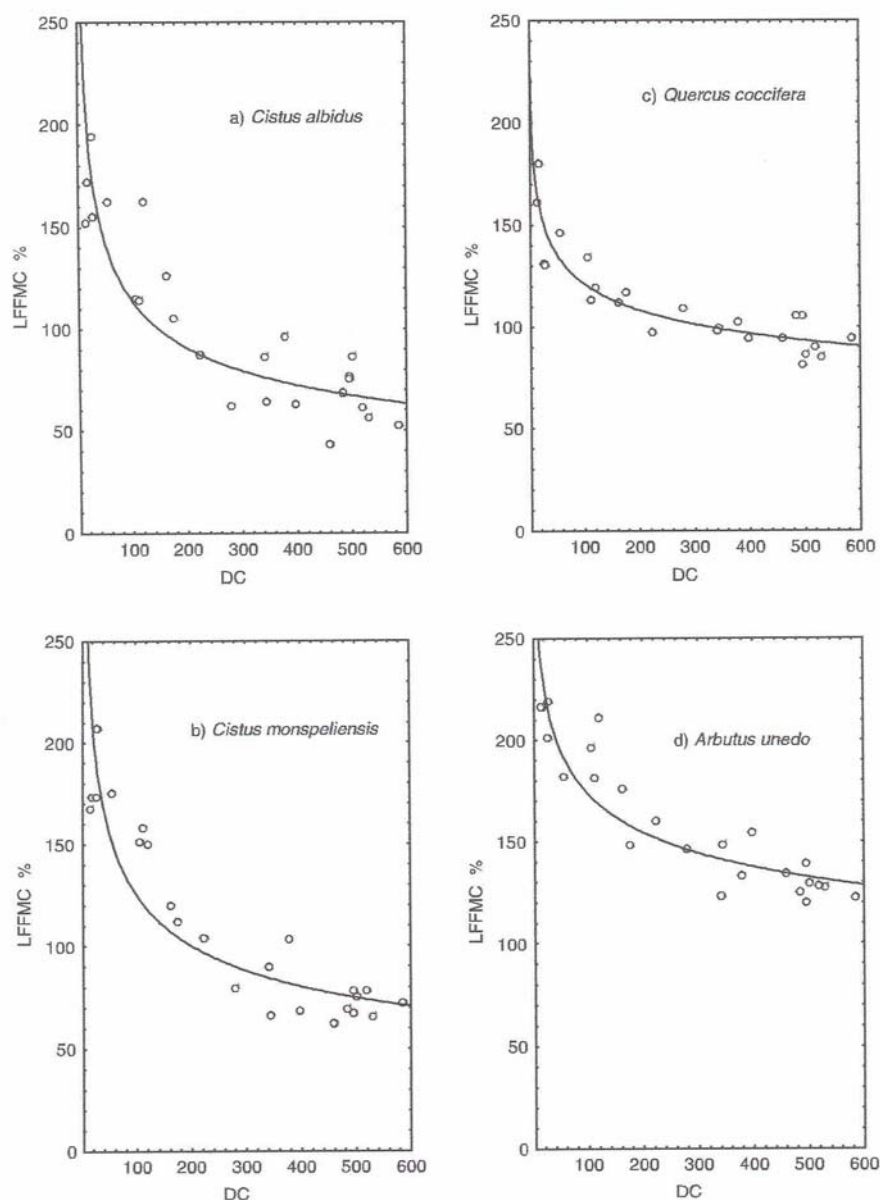 250
200
150
100
50
0
LFFMC %
a) Cistus albidus
100 200 300 400 500 600
DC
250
200
150
100
50
0
LFFMC %
c) Quercus coccifera
100 200 300 400 500 600
DC
250
200
150
100
50
0
LFFMC %
b) Cistus monspeliensis
100 200 300 400 500 600
DC
250
200
150
100
50
0
LFFMC %
d) Arbutus unedo
100 200 300 400 500 600
DC